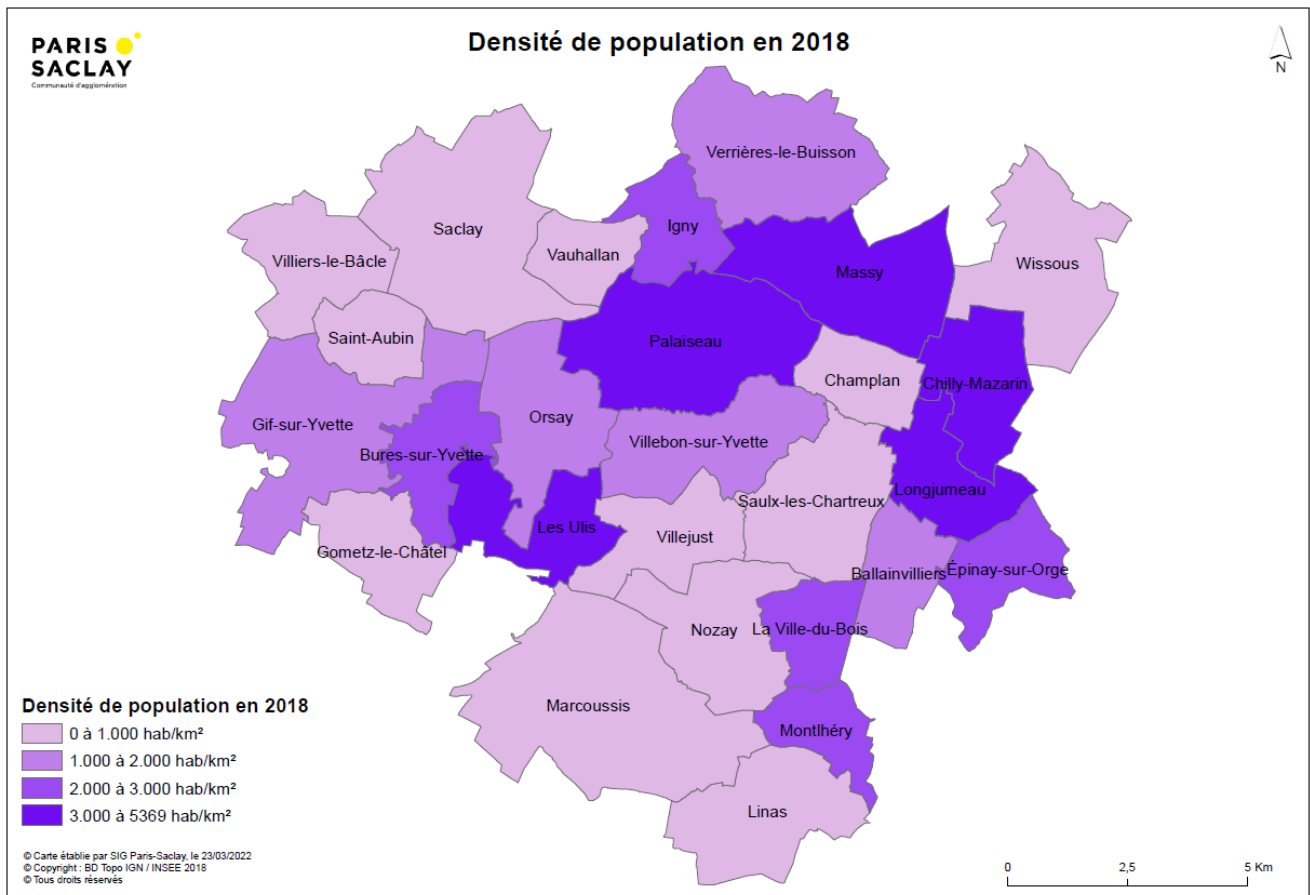 PARIS
SACLAY
Communauté d'agglomération
Densité de population en 2018
N
Verrières-le-Buisson
Igny
Saclay
Vauhallan
Villiers-le-Bâcle
Massy
Wissous
Saint-Aubin
Palaiseau
Champlan
Chilly-Mazarin
Gif-sur-Yvette
Orsay
Villebon-sur-Yvette
Bures-sur-Yvette
Longjumeau
Saulx-les-Chartreux
Les Ulis
Villejust
Gometz-le-Châtel
Ballainvilliers
Épinay-sur-Orge
Nozay
La Ville-du-Bois
Marcoussis
Montlhéry
Linas
Densité de population en 2018
0 à 1.000 hab/km²
1.000 à 2.000 hab/km²
2.000 à 3.000 hab/km²
3.000 à 5369 hab/km²
© Carte établie par SIG Paris-Saclay, le 23/03/2022
© Copyright : BD Topo IGN / INSEE 2018
© Tous droits réservés
0 2,5 5 Km